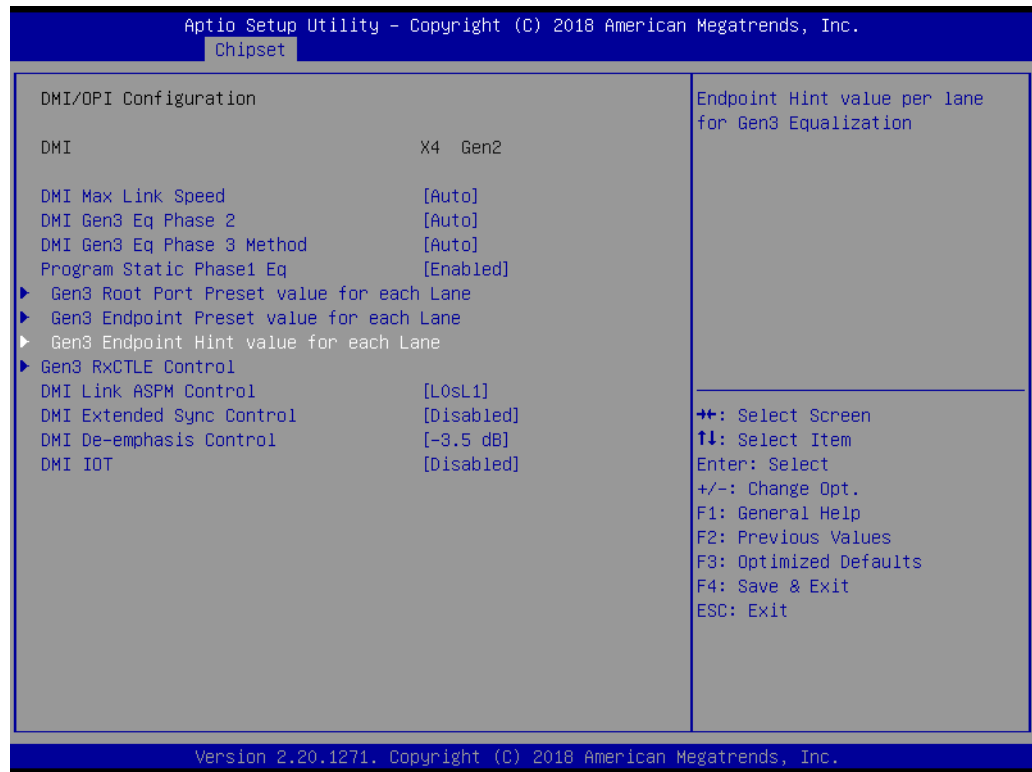 Aptio Setup Utility – Copyright (C) 2018 American Megatrends, Inc.
Chipset
DMI/OPI Configuration
DMI X4 Gen2
DMI Max Link Speed [Auto]
DMI Gen3 Eq Phase 2 [Auto]
DMI Gen3 Eq Phase 3 Method [Auto]
Program Static Phase1 Eq [Enabled]
Gen3 Root Port Preset value for each Lane
Gen3 Endpoint Preset value for each Lane
Gen3 Endpoint Hint value for each Lane
Gen3 RxCTLE Control
DMI Link ASPM Control [L0sL1]
DMI Extended Sync Control [Disabled]
DMI De-emphasis Control [-3.5 dB]
DMI IOT [Disabled]
Endpoint Hint value per lane
for Gen3 Equalization
→←: Select Screen
↑↓: Select Item
Enter: Select
+/-: Change Opt.
F1: General Help
F2: Previous Values
F3: Optimized Defaults
F4: Save & Exit
ESC: Exit
Version 2.20.1271. Copyright (C) 2018 American Megatrends, Inc.